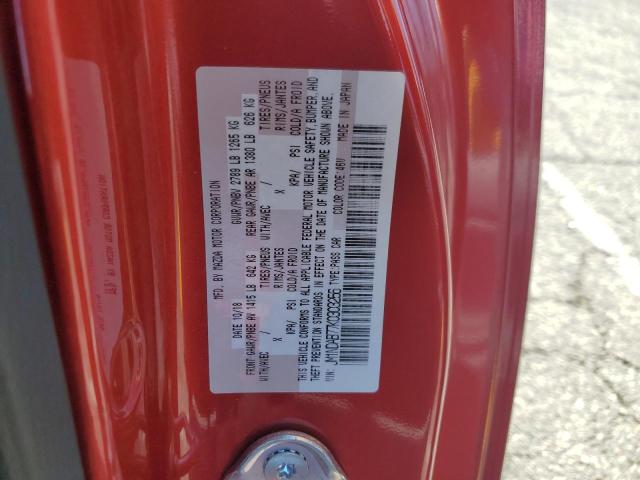 MFD. BY MAZDA MOTOR CORPORATION
DATE 10/18 GVWR/PNBV 2789 LB 1265 KG
FRONT GAWR/PNBE AV 1415 LB 642 KG REAR GAWR/PNBE AR 1380 LB 626 KG
WITH/AVEC / TIRES/PNEUS WITH/AVEC / TIRES/PNEUS
X RIMS/JANTES X RIMS/JANTES
KPA/ PSI COLD/A FROID KPA/ PSI COLD/A FROID
THIS VEHICLE CONFORMS TO ALL APPLICABLE FEDERAL MOTOR VEHICLE SAFETY, BUMPER, AND
THEFT PREVENTION STANDARDS IN EFFECT ON THE DATE OF MANUFACTURE SHOWN ABOVE.
VIN: JM1NDAB77K0303256 TYPE:PASS CAR COLOR CODE:46V MADE IN JAPAN